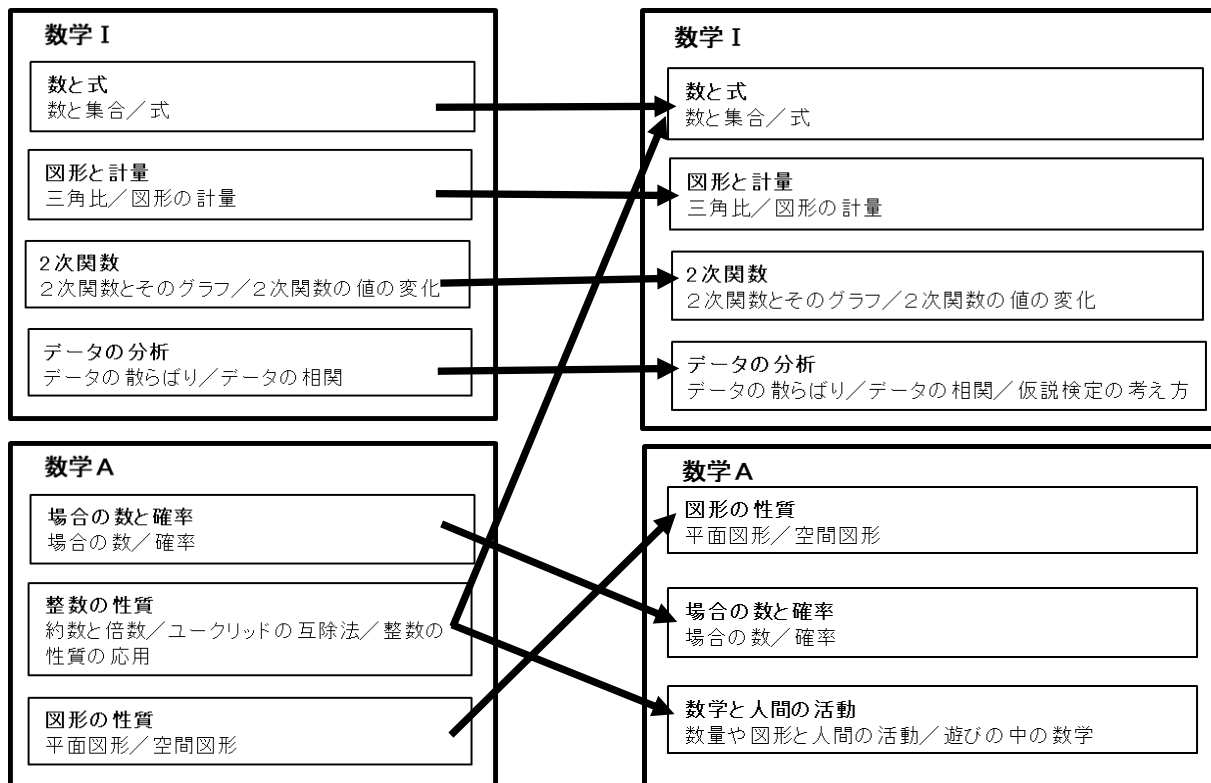 数学Ⅰ
数と式
数と集合／式
図形と計量
三角比／図形の計量
２次関数
２次関数とそのグラフ／２次関数の値の変化
データの分析
データの散らばり／データの相関
数学Ａ
場合の数と確率
場合の数／確率
整数の性質
約数と倍数／ユークリッドの互除法／整数の
性質の応用
図形の性質
平面図形／空間図形
数学Ⅰ
数と式
数と集合／式
図形と計量
三角比／図形の計量
２次関数
２次関数とそのグラフ／２次関数の値の変化
データの分析
データの散らばり／データの相関／仮説検定の考え方
数学Ａ
図形の性質
平面図形／空間図形
場合の数と確率
場合の数／確率
数学と人間の活動
数量や図形と人間の活動／遊びの中の数学